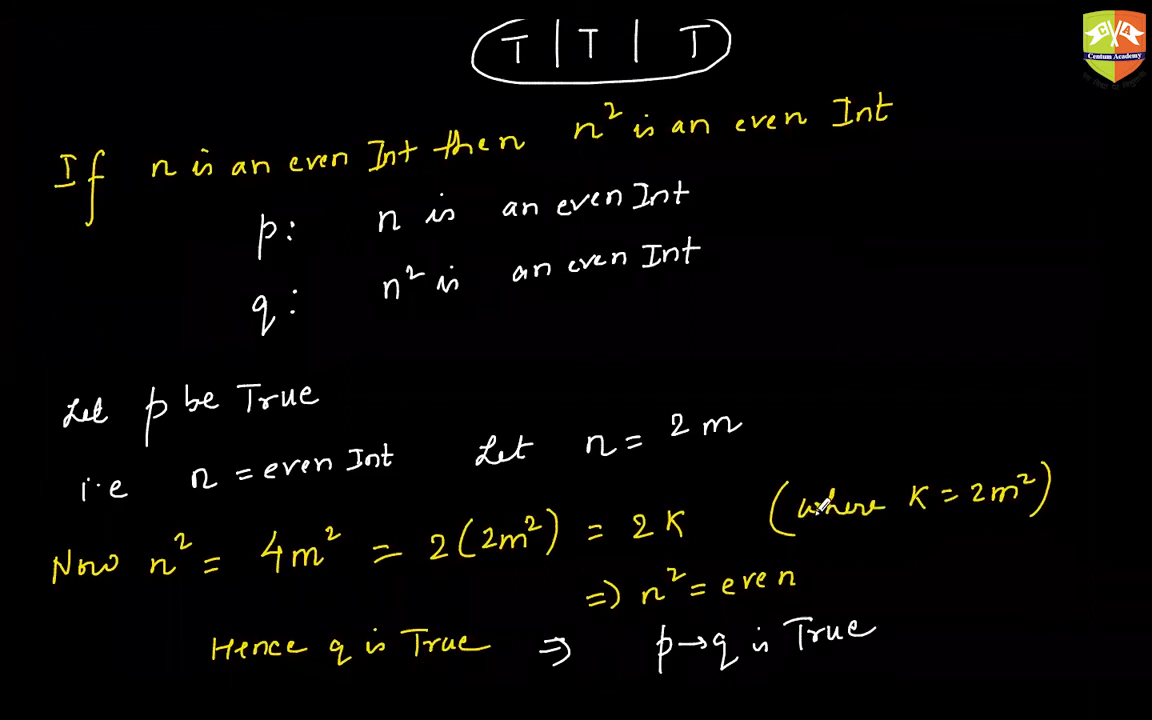 T | T | T
C A
Centum Academy
If n is an even Int then n² is an even Int
p: n is an even Int
q: n² is an even Int
Let p be True
i.e n = even Int Let n = 2m
Now n² = 4m² = 2(2m²) = 2K (where K = 2m²)
⇒ n² = even
Hence q is True ⇒ p→q is True